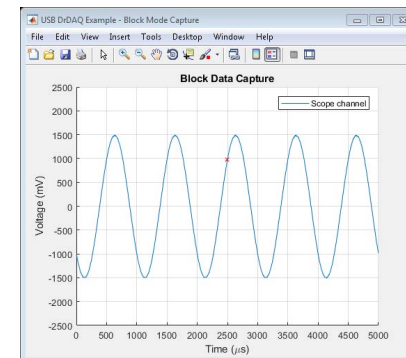 USB DrDAQ Example - Block Mode Capture
File Edit View Insert Tools Desktop Window Help
Block Data Capture
Scope channel
2500
2000
1500
1000
500
0
-500
-1000
-1500
-2000
-2500
Voltage (mV)
0 500 1000 1500 2000 2500 3000 3500 4000 4500 5000
Time (μs)